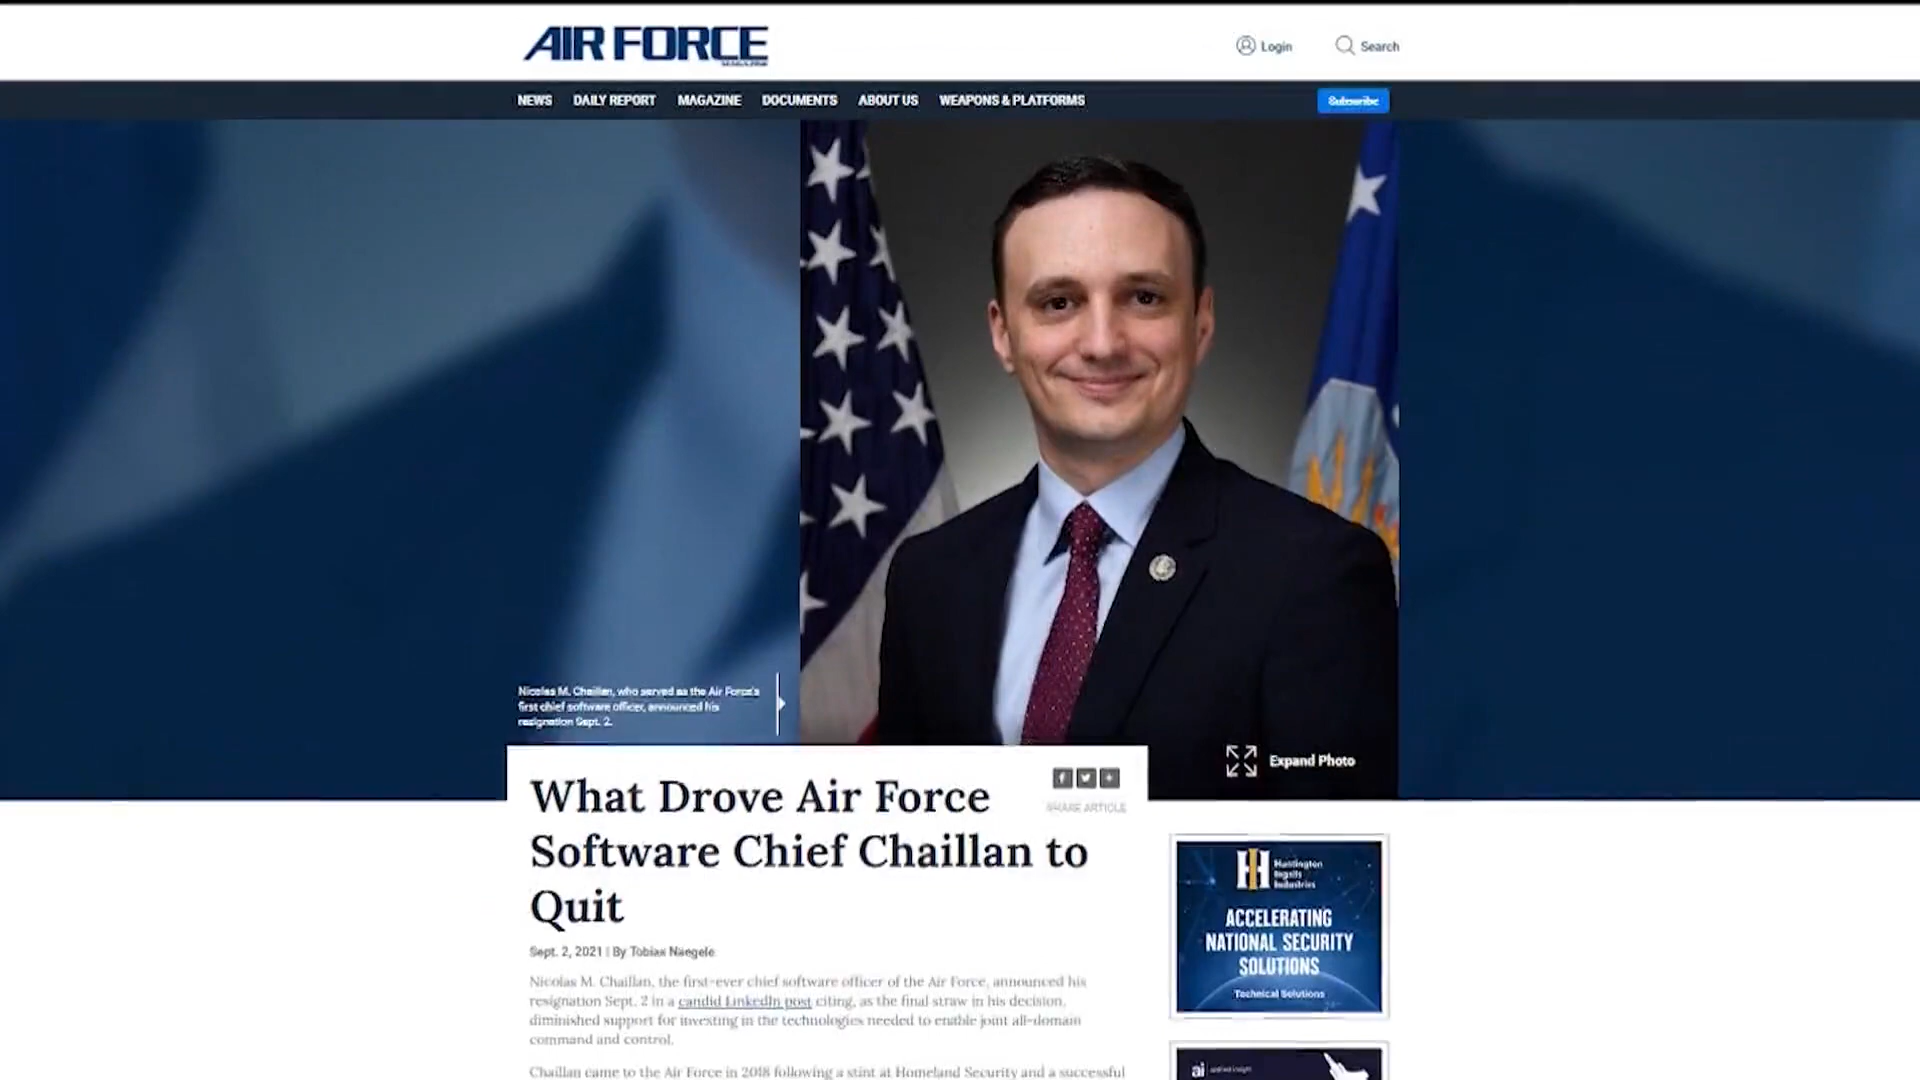 AIR FORCE
MAGAZINE
Login
Search
NEWS DAILY REPORT MAGAZINE DOCUMENTS ABOUT US WEAPONS & PLATFORMS
Subscribe
Nicolas M. Chaillan, who served as the Air Force's
first chief software officer, announced his
resignation Sept. 2.
Expand Photo
What Drove Air Force
Software Chief Chaillan to
Quit
SHARE ARTICLE
Sept. 2, 2021 | By Tobias Naegele
Nicolas M. Chaillan, the first-ever chief software officer of the Air Force, announced his
resignation Sept. 2 in a candid LinkedIn post citing, as the final straw in his decision,
diminished support for investing in the technologies needed to enable joint all-domain
command and control.
Chaillan came to the Air Force in 2018 following a stint at Homeland Security and a successful
Huntington
Ingalls
Industries
ACCELERATING
NATIONAL SECURITY
SOLUTIONS
Technical Solutions
ai